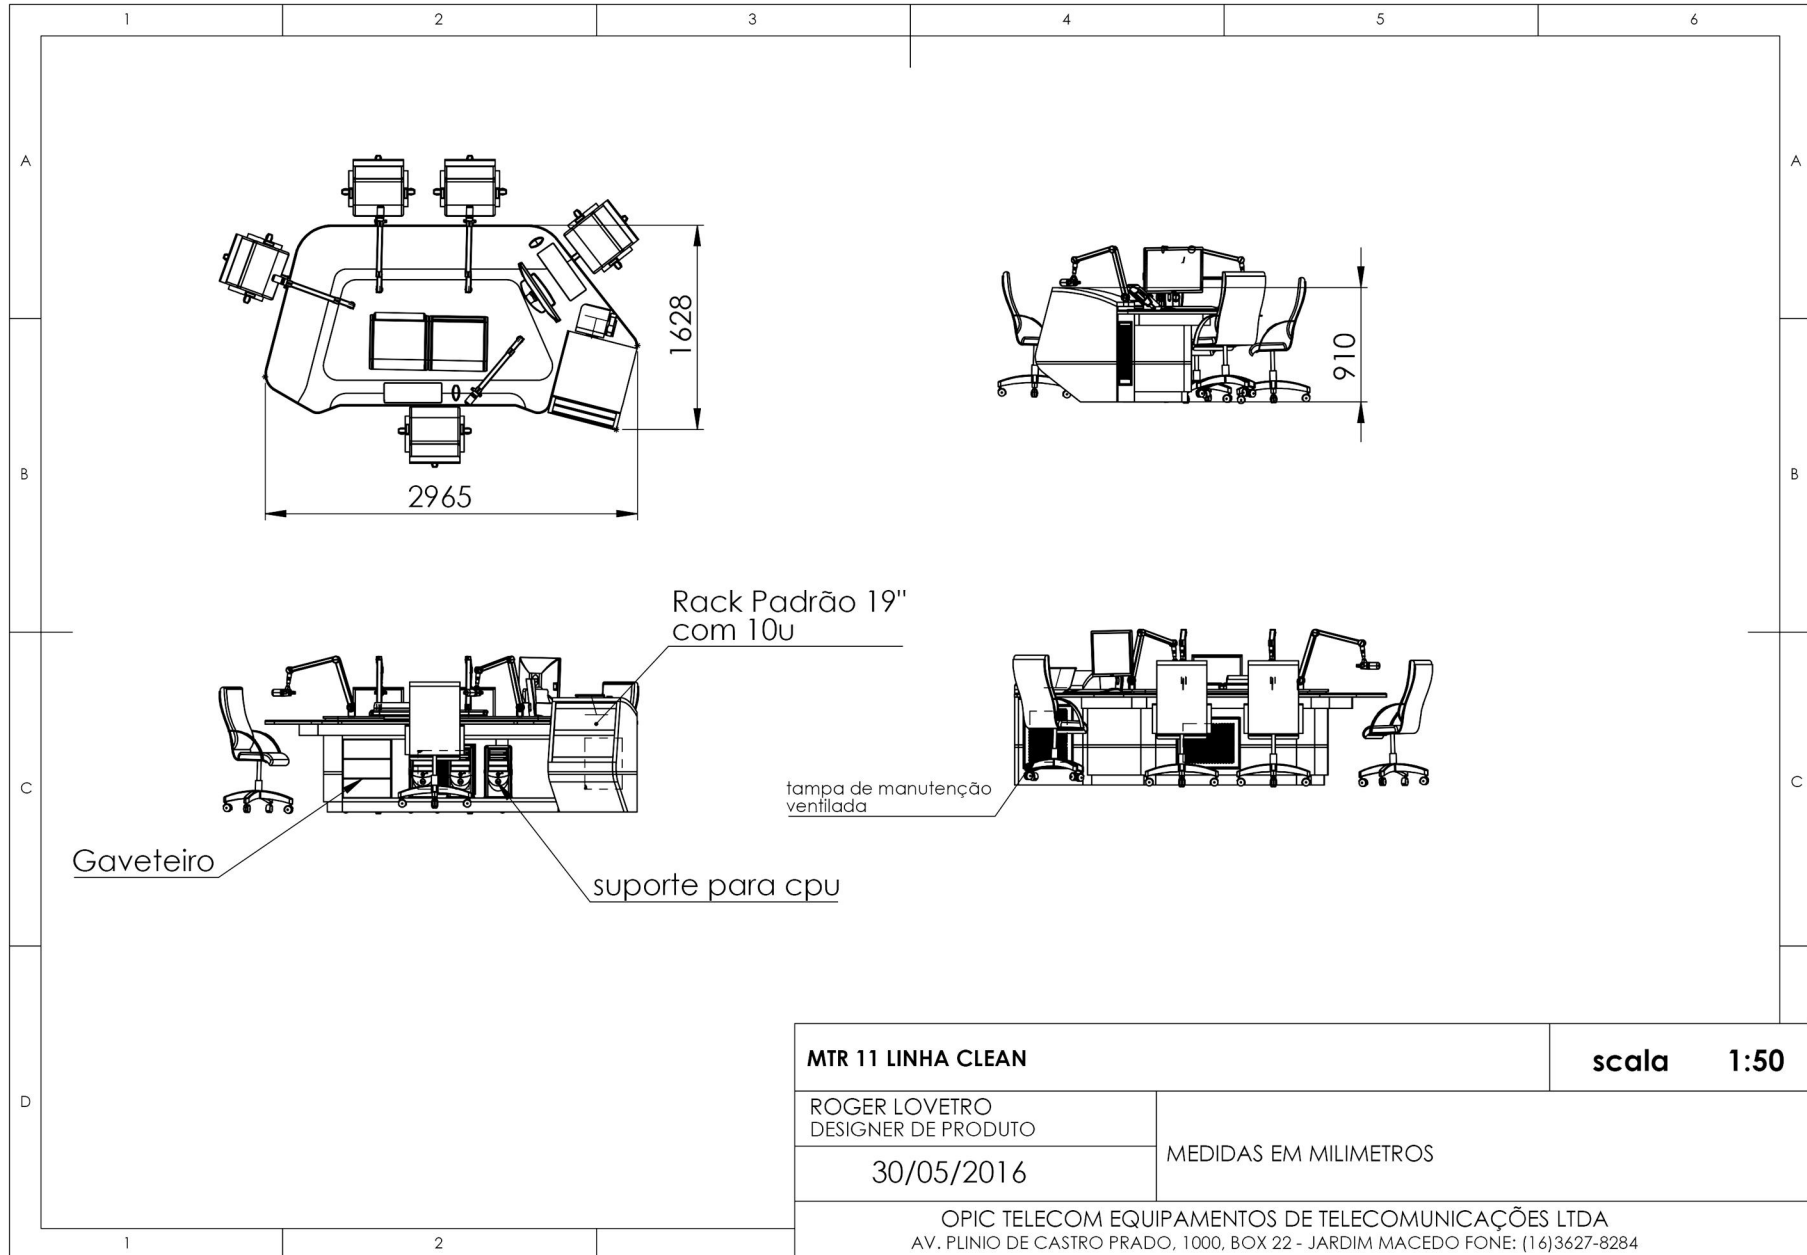 1 2 3 4 5 6
A A
1628
910
B B
2965
Rack Padrão 19"
com 10u
C C
tampa de manutenção
ventilada
Gaveteiro
suporte para cpu
MTR 11 LINHA CLEAN
scala 1:50
D
ROGER LOVETRO
DESIGNER DE PRODUTO
MEDIDAS EM MILIMETROS
30/05/2016
OPIC TELECOM EQUIPAMENTOS DE TELECOMUNICAÇÕES LTDA
AV. PLINIO DE CASTRO PRADO, 1000, BOX 22 - JARDIM MACEDO FONE: (16)3627-8284
1 2